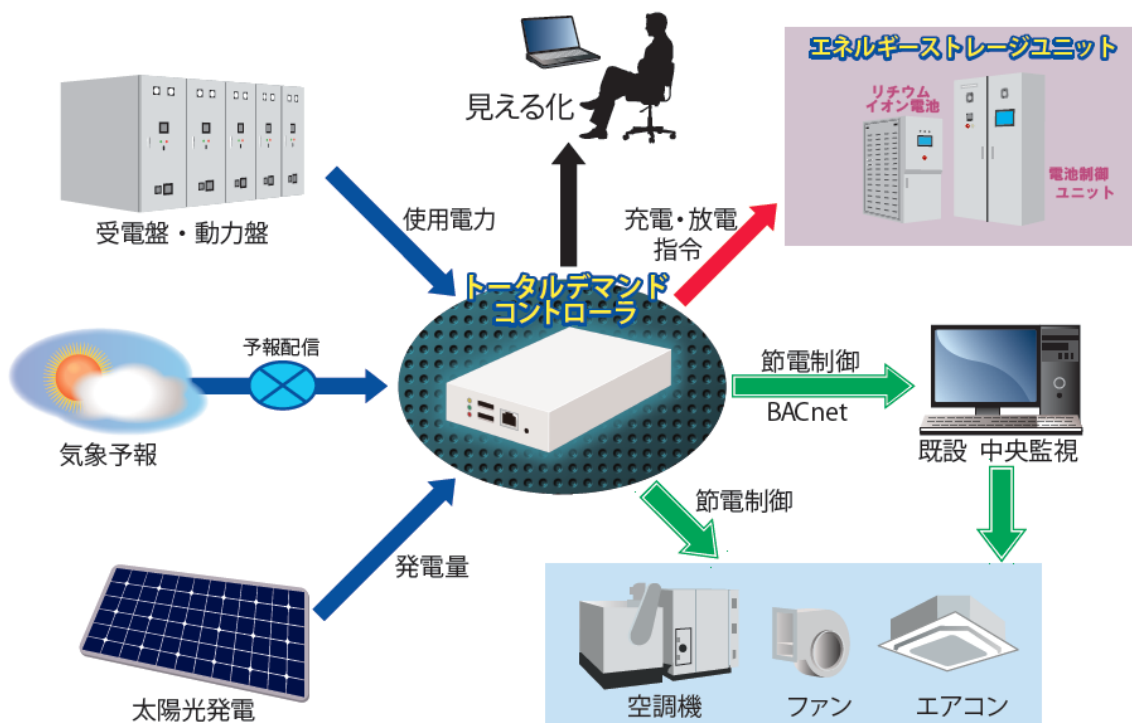 エネルギーストレージユニット
リチウム
イオン電池
電池制御
ユニット
見える化
受電盤・動力盤
使用電力
充電・放電
指令
トータルデマンド
コントローラ
予報配信
気象予報
節電制御
BACnet
既設 中央監視
節電制御
発電量
太陽光発電
空調機
ファン
エアコン